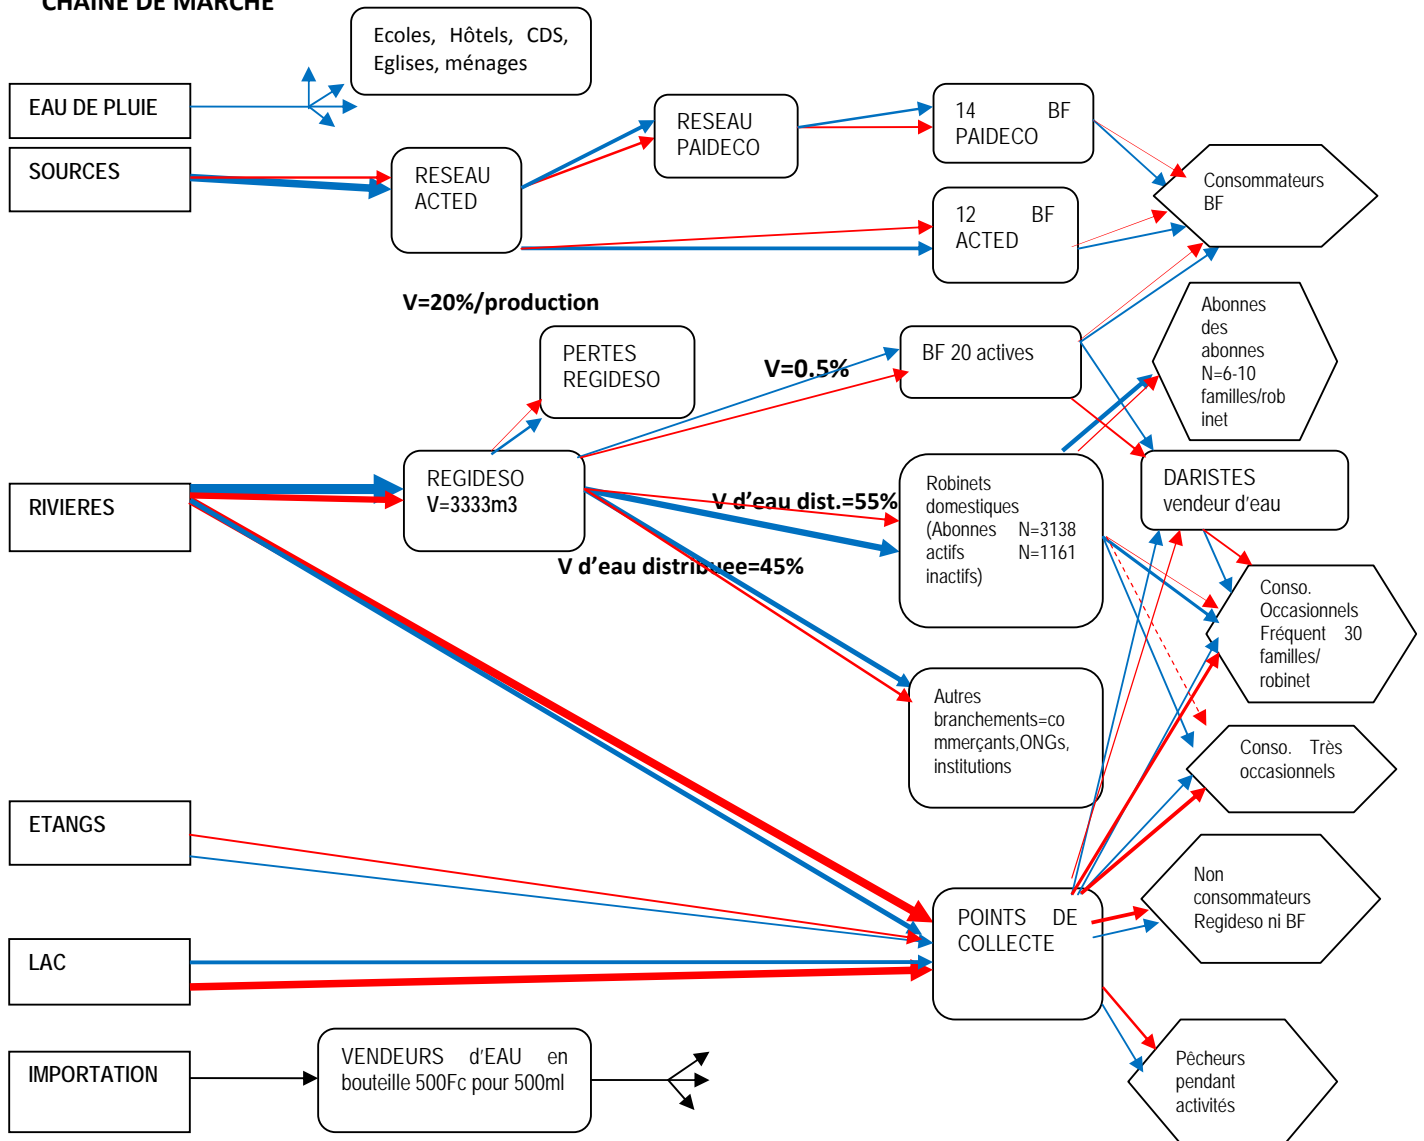 CHAINE DE MARCHE
Ecoles, Hôtels, CDS,
Eglises, ménages
EAU DE PLUIE
SOURCES
RESEAU
ACTED
RESEAU
PAIDECO
14 BF
PAIDECO
12 BF
ACTED
Consommateurs
BF
V=20%/production
PERTES
REGIDESO
V=0.5%
BF 20 actives
Abonnes
des
abonnes
N=6-10
familles/rob
inet
RIVIERES
REGIDESO
V=3333m3
V d'eau dist.=55%
V d'eau distribuee=45%
Robinets
domestiques
(Abonnes N=3138
actifs N=1161
inactifs)
DARISTES
vendeur d'eau
Conso.
Occasionnels
Fréquent 30
familles/
robinet
Autres
branchements=co
mmerçants,ONGs,
institutions
Conso. Très
occasionnels
ETANGS
Non
consommateurs
Regideso ni BF
POINTS DE
COLLECTE
LAC
IMPORTATION
VENDEURS d'EAU en
bouteille 500Fc pour 500ml
Pêcheurs
pendant
activités